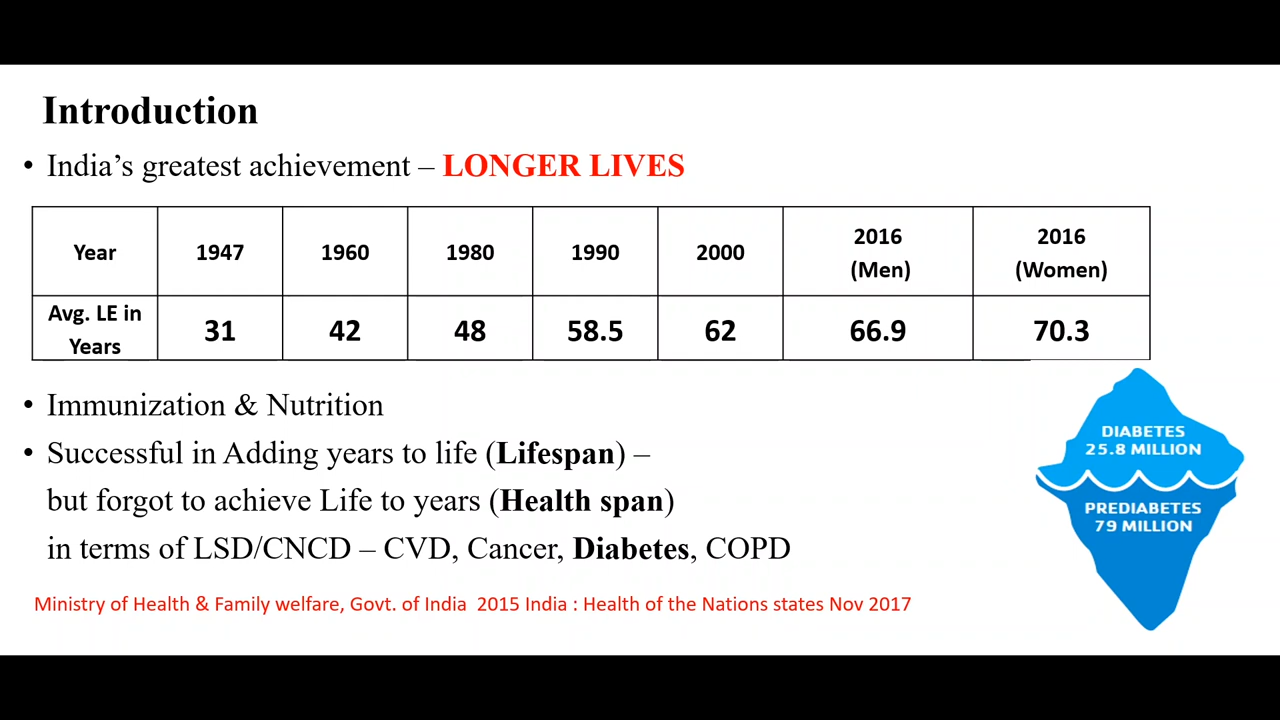 Introduction
• India’s greatest achievement – LONGER LIVES
Year 1947 1960 1980 1990 2000 2016 (Men) 2016 (Women)
Avg. LE in Years 31 42 48 58.5 62 66.9 70.3
• Immunization & Nutrition
• Successful in Adding years to life (Lifespan) –
but forgot to achieve Life to years (Health span)
in terms of LSD/CNCD – CVD, Cancer, Diabetes, COPD
DIABETES
25.8 MILLION
PREDIABETES
79 MILLION
Ministry of Health & Family welfare, Govt. of India 2015 India : Health of the Nations states Nov 2017